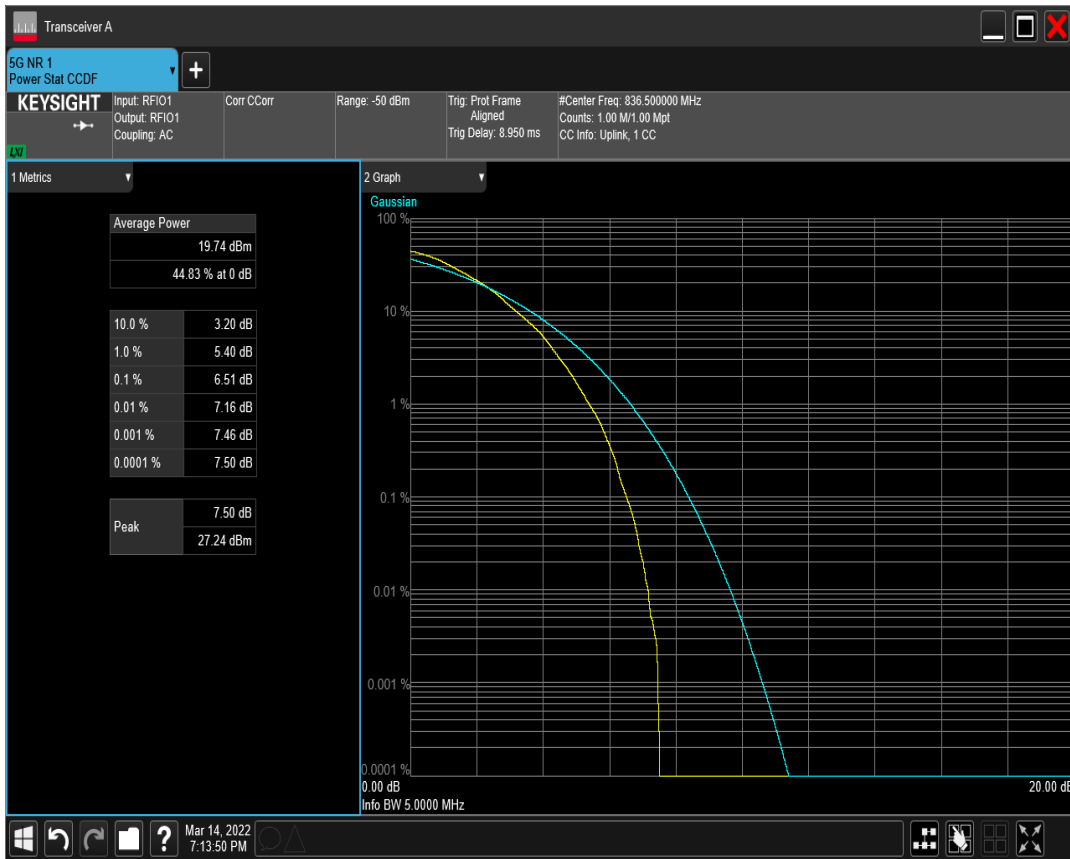 Transceiver A
5G NR 1
Power Stat CCDF
+
KEYSIGHT
LXI
Input: RFIO1
Output: RFIO1
Coupling: AC
Corr CCorr
Range: -50 dBm
Trig: Prot Frame
Aligned
Trig Delay: 8.950 ms
#Center Freq: 836.500000 MHz
Counts: 1.00 M/1.00 Mpt
CC Info: Uplink, 1 CC
1 Metrics
Average Power
19.74 dBm
44.83 % at 0 dB
10.0 % 3.20 dB
1.0 % 5.40 dB
0.1 % 6.51 dB
0.01 % 7.16 dB
0.001 % 7.46 dB
0.0001 % 7.50 dB
Peak
7.50 dB
27.24 dBm
2 Graph
Gaussian
100 %
10 %
1 %
0.1 %
0.01 %
0.001 %
0.0001 %
0.00 dB 20.00 dB
Info BW 5.0000 MHz
?
Mar 14, 2022
7:13:50 PM